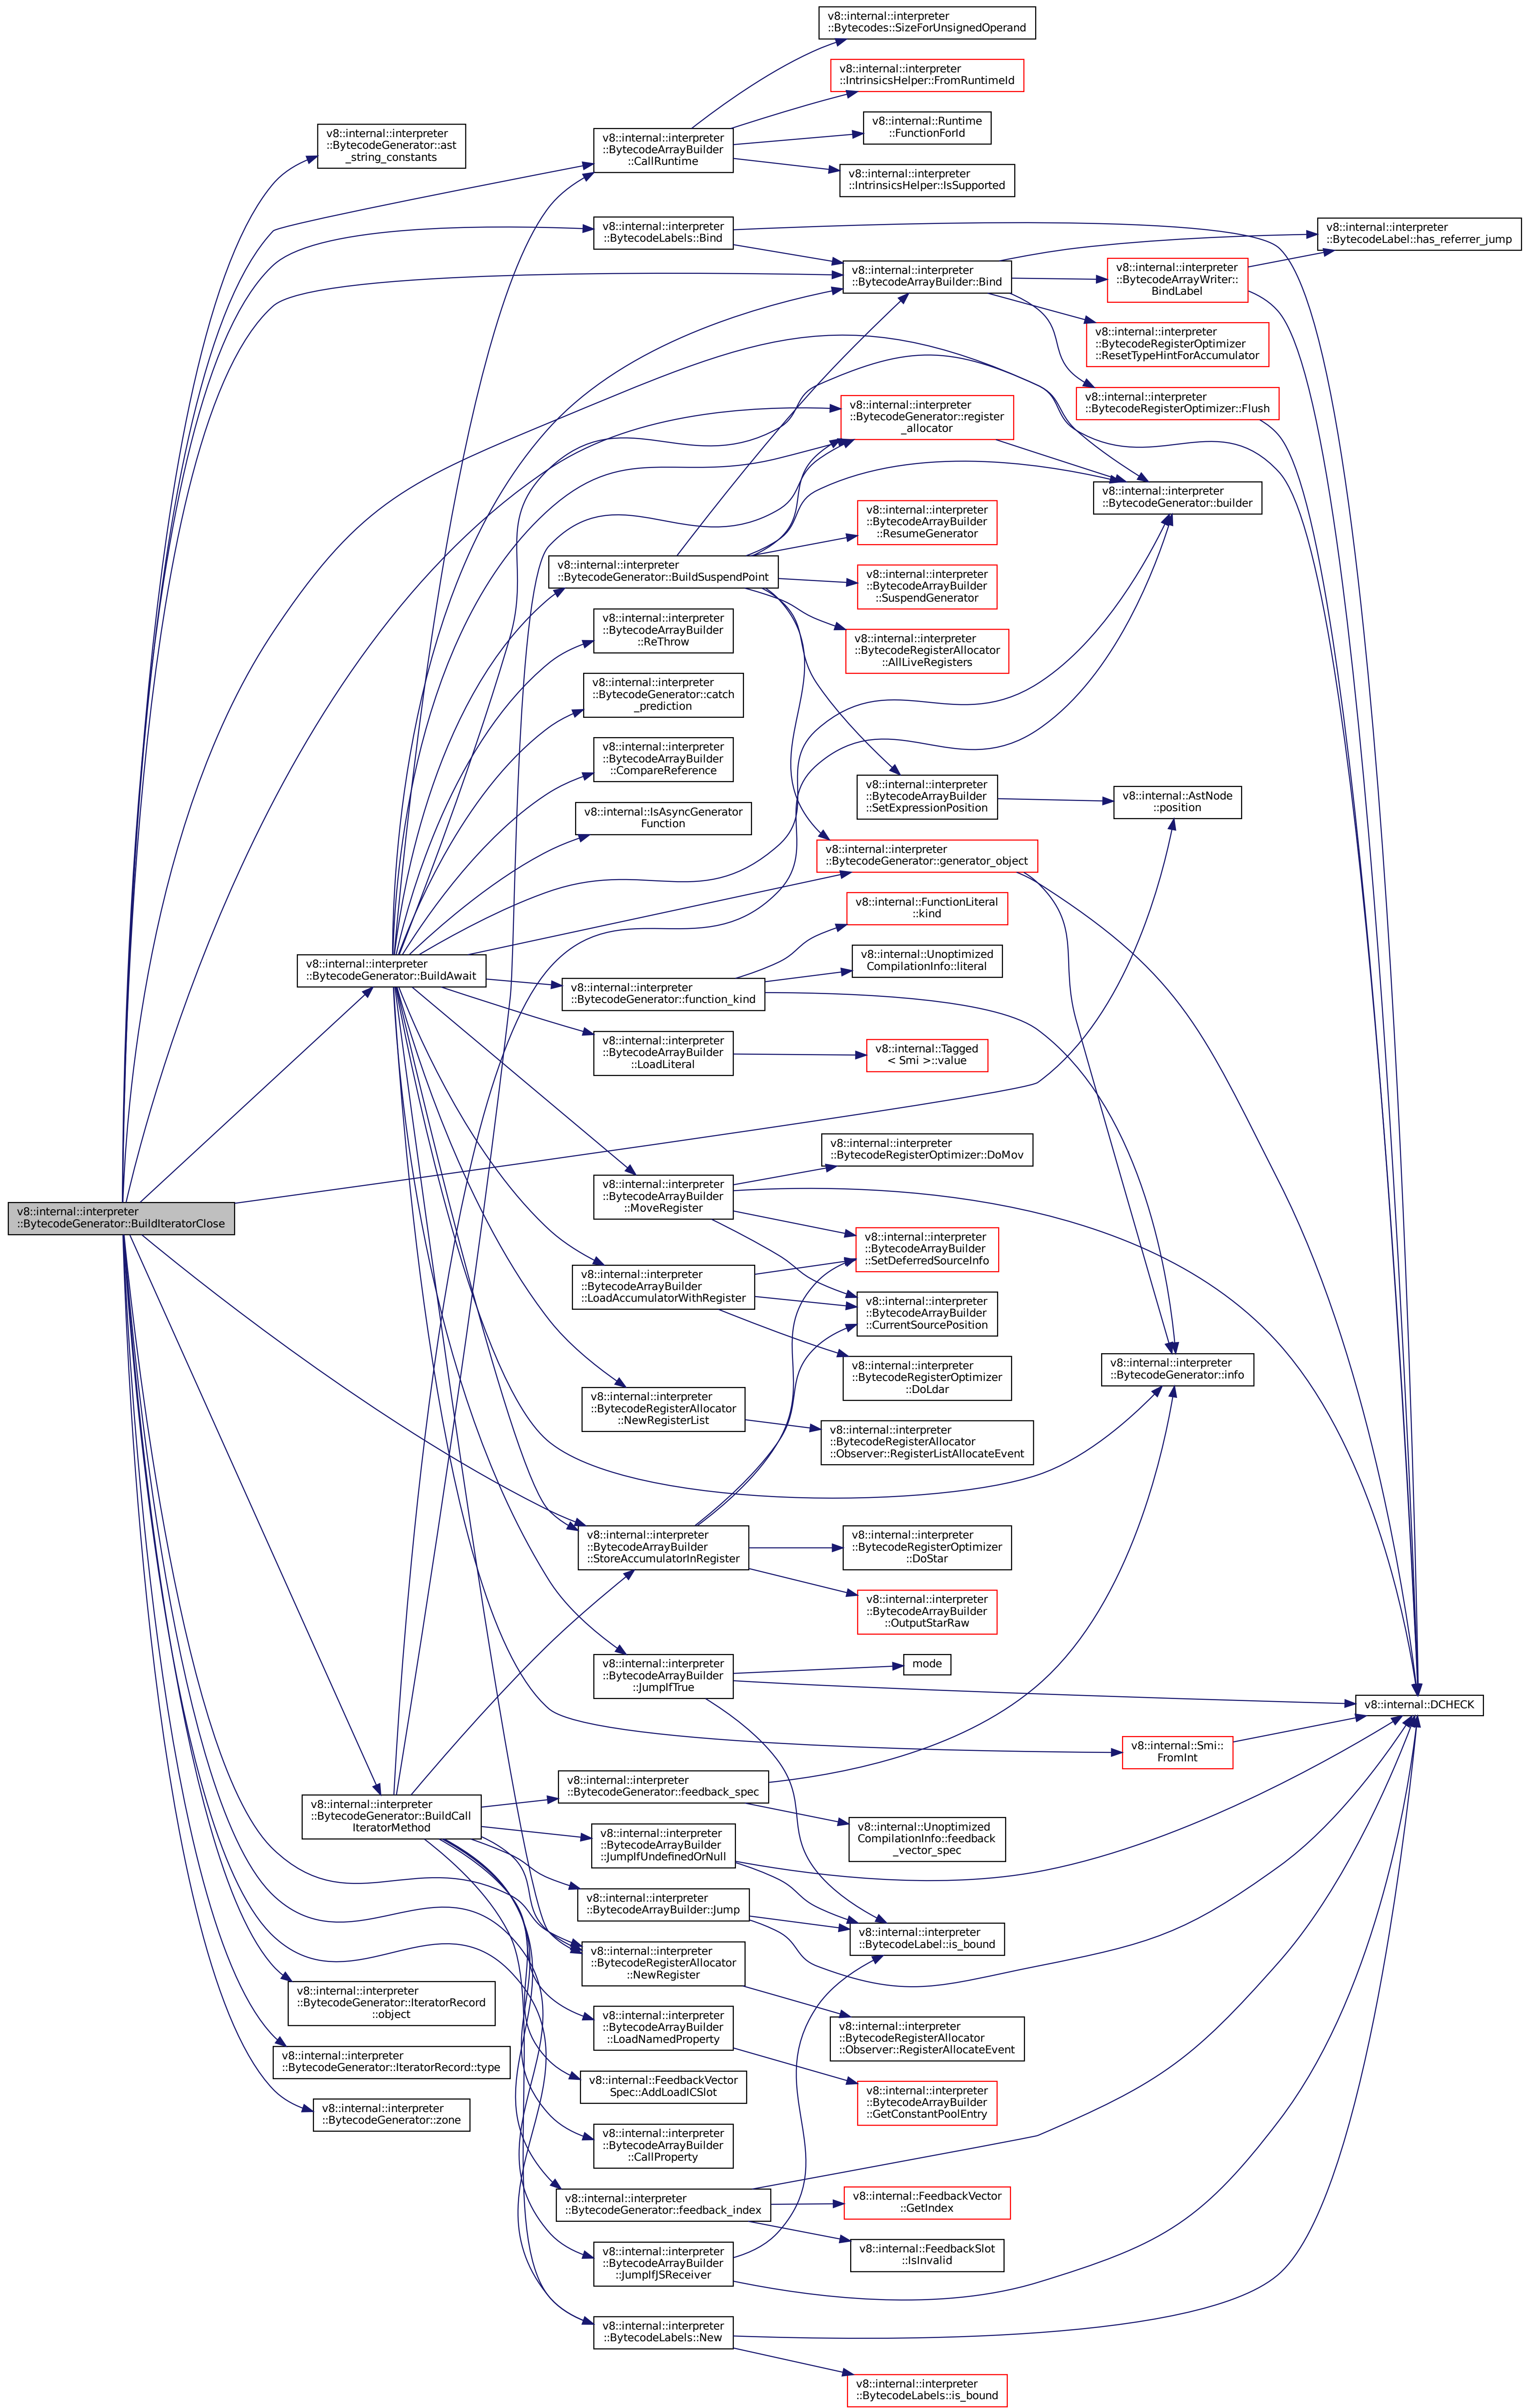 v8::internal::interpreter
::Bytecodes::SizeForUnsignedOperand
v8::internal::interpreter
::IntrinsicsHelper::FromRuntimeId
v8::internal::Runtime
::FunctionForId
v8::internal::interpreter
::BytecodeGenerator::ast
_string_constants
v8::internal::interpreter
::BytecodeArrayBuilder
::CallRuntime
v8::internal::interpreter
::IntrinsicsHelper::IsSupported
v8::internal::interpreter
::BytecodeLabels::Bind
v8::internal::interpreter
::BytecodeLabel::has_referrer_jump
v8::internal::interpreter
::BytecodeArrayBuilder::Bind
v8::internal::interpreter
::BytecodeArrayWriter::
BindLabel
v8::internal::interpreter
::BytecodeRegisterOptimizer
::ResetTypeHintForAccumulator
v8::internal::interpreter
::BytecodeRegisterOptimizer::Flush
v8::internal::interpreter
::BytecodeGenerator::register
_allocator
v8::internal::interpreter
::BytecodeGenerator::builder
v8::internal::interpreter
::BytecodeArrayBuilder
::ResumeGenerator
v8::internal::interpreter
::BytecodeGenerator::BuildSuspendPoint
v8::internal::interpreter
::BytecodeArrayBuilder
::SuspendGenerator
v8::internal::interpreter
::BytecodeArrayBuilder
::ReThrow
v8::internal::interpreter
::BytecodeRegisterAllocator
::AllLiveRegisters
v8::internal::interpreter
::BytecodeGenerator::catch
_prediction
v8::internal::interpreter
::BytecodeArrayBuilder
::CompareReference
v8::internal::interpreter
::BytecodeArrayBuilder
::SetExpressionPosition
v8::internal::AstNode
::position
v8::internal::IsAsyncGenerator
Function
v8::internal::interpreter
::BytecodeGenerator::generator_object
v8::internal::FunctionLiteral
::kind
v8::internal::Unoptimized
CompilationInfo::literal
v8::internal::interpreter
::BytecodeGenerator::BuildAwait
v8::internal::interpreter
::BytecodeGenerator::function_kind
v8::internal::interpreter
::BytecodeArrayBuilder
::LoadLiteral
v8::internal::Tagged
< Smi >::value
v8::internal::interpreter
::BytecodeRegisterOptimizer::DoMov
v8::internal::interpreter
::BytecodeArrayBuilder
::MoveRegister
v8::internal::interpreter
::BytecodeGenerator::BuildIteratorClose
v8::internal::interpreter
::BytecodeArrayBuilder
::SetDeferredSourceInfo
v8::internal::interpreter
::BytecodeArrayBuilder
::LoadAccumulatorWithRegister
v8::internal::interpreter
::BytecodeArrayBuilder
::CurrentSourcePosition
v8::internal::interpreter
::BytecodeRegisterOptimizer
::DoLdar
v8::internal::interpreter
::BytecodeGenerator::info
v8::internal::interpreter
::BytecodeRegisterAllocator
::NewRegisterList
v8::internal::interpreter
::BytecodeRegisterAllocator
::Observer::RegisterListAllocateEvent
v8::internal::interpreter
::BytecodeArrayBuilder
::StoreAccumulatorInRegister
v8::internal::interpreter
::BytecodeRegisterOptimizer
::DoStar
v8::internal::interpreter
::BytecodeArrayBuilder
::OutputStarRaw
v8::internal::interpreter
::BytecodeArrayBuilder
::JumpIfTrue
mode
v8::internal::DCHECK
v8::internal::Smi::
FromInt
v8::internal::interpreter
::BytecodeGenerator::feedback_spec
v8::internal::interpreter
::BytecodeGenerator::BuildCall
IteratorMethod
v8::internal::Unoptimized
CompilationInfo::feedback
_vector_spec
v8::internal::interpreter
::BytecodeArrayBuilder
::JumpIfUndefinedOrNull
v8::internal::interpreter
::BytecodeArrayBuilder::Jump
v8::internal::interpreter
::BytecodeLabel::is_bound
v8::internal::interpreter
::BytecodeRegisterAllocator
::NewRegister
v8::internal::interpreter
::BytecodeGenerator::IteratorRecord
::object
v8::internal::interpreter
::BytecodeArrayBuilder
::LoadNamedProperty
v8::internal::interpreter
::BytecodeRegisterAllocator
::Observer::RegisterAllocateEvent
v8::internal::interpreter
::BytecodeGenerator::IteratorRecord::type
v8::internal::FeedbackVector
Spec::AddLoadICSlot
v8::internal::interpreter
::BytecodeArrayBuilder
::GetConstantPoolEntry
v8::internal::interpreter
::BytecodeGenerator::zone
v8::internal::interpreter
::BytecodeArrayBuilder
::CallProperty
v8::internal::interpreter
::BytecodeGenerator::feedback_index
v8::internal::FeedbackVector
::GetIndex
v8::internal::FeedbackSlot
::IsInvalid
v8::internal::interpreter
::BytecodeArrayBuilder
::JumpIfJSReceiver
v8::internal::interpreter
::BytecodeLabels::New
v8::internal::interpreter
::BytecodeLabels::is_bound